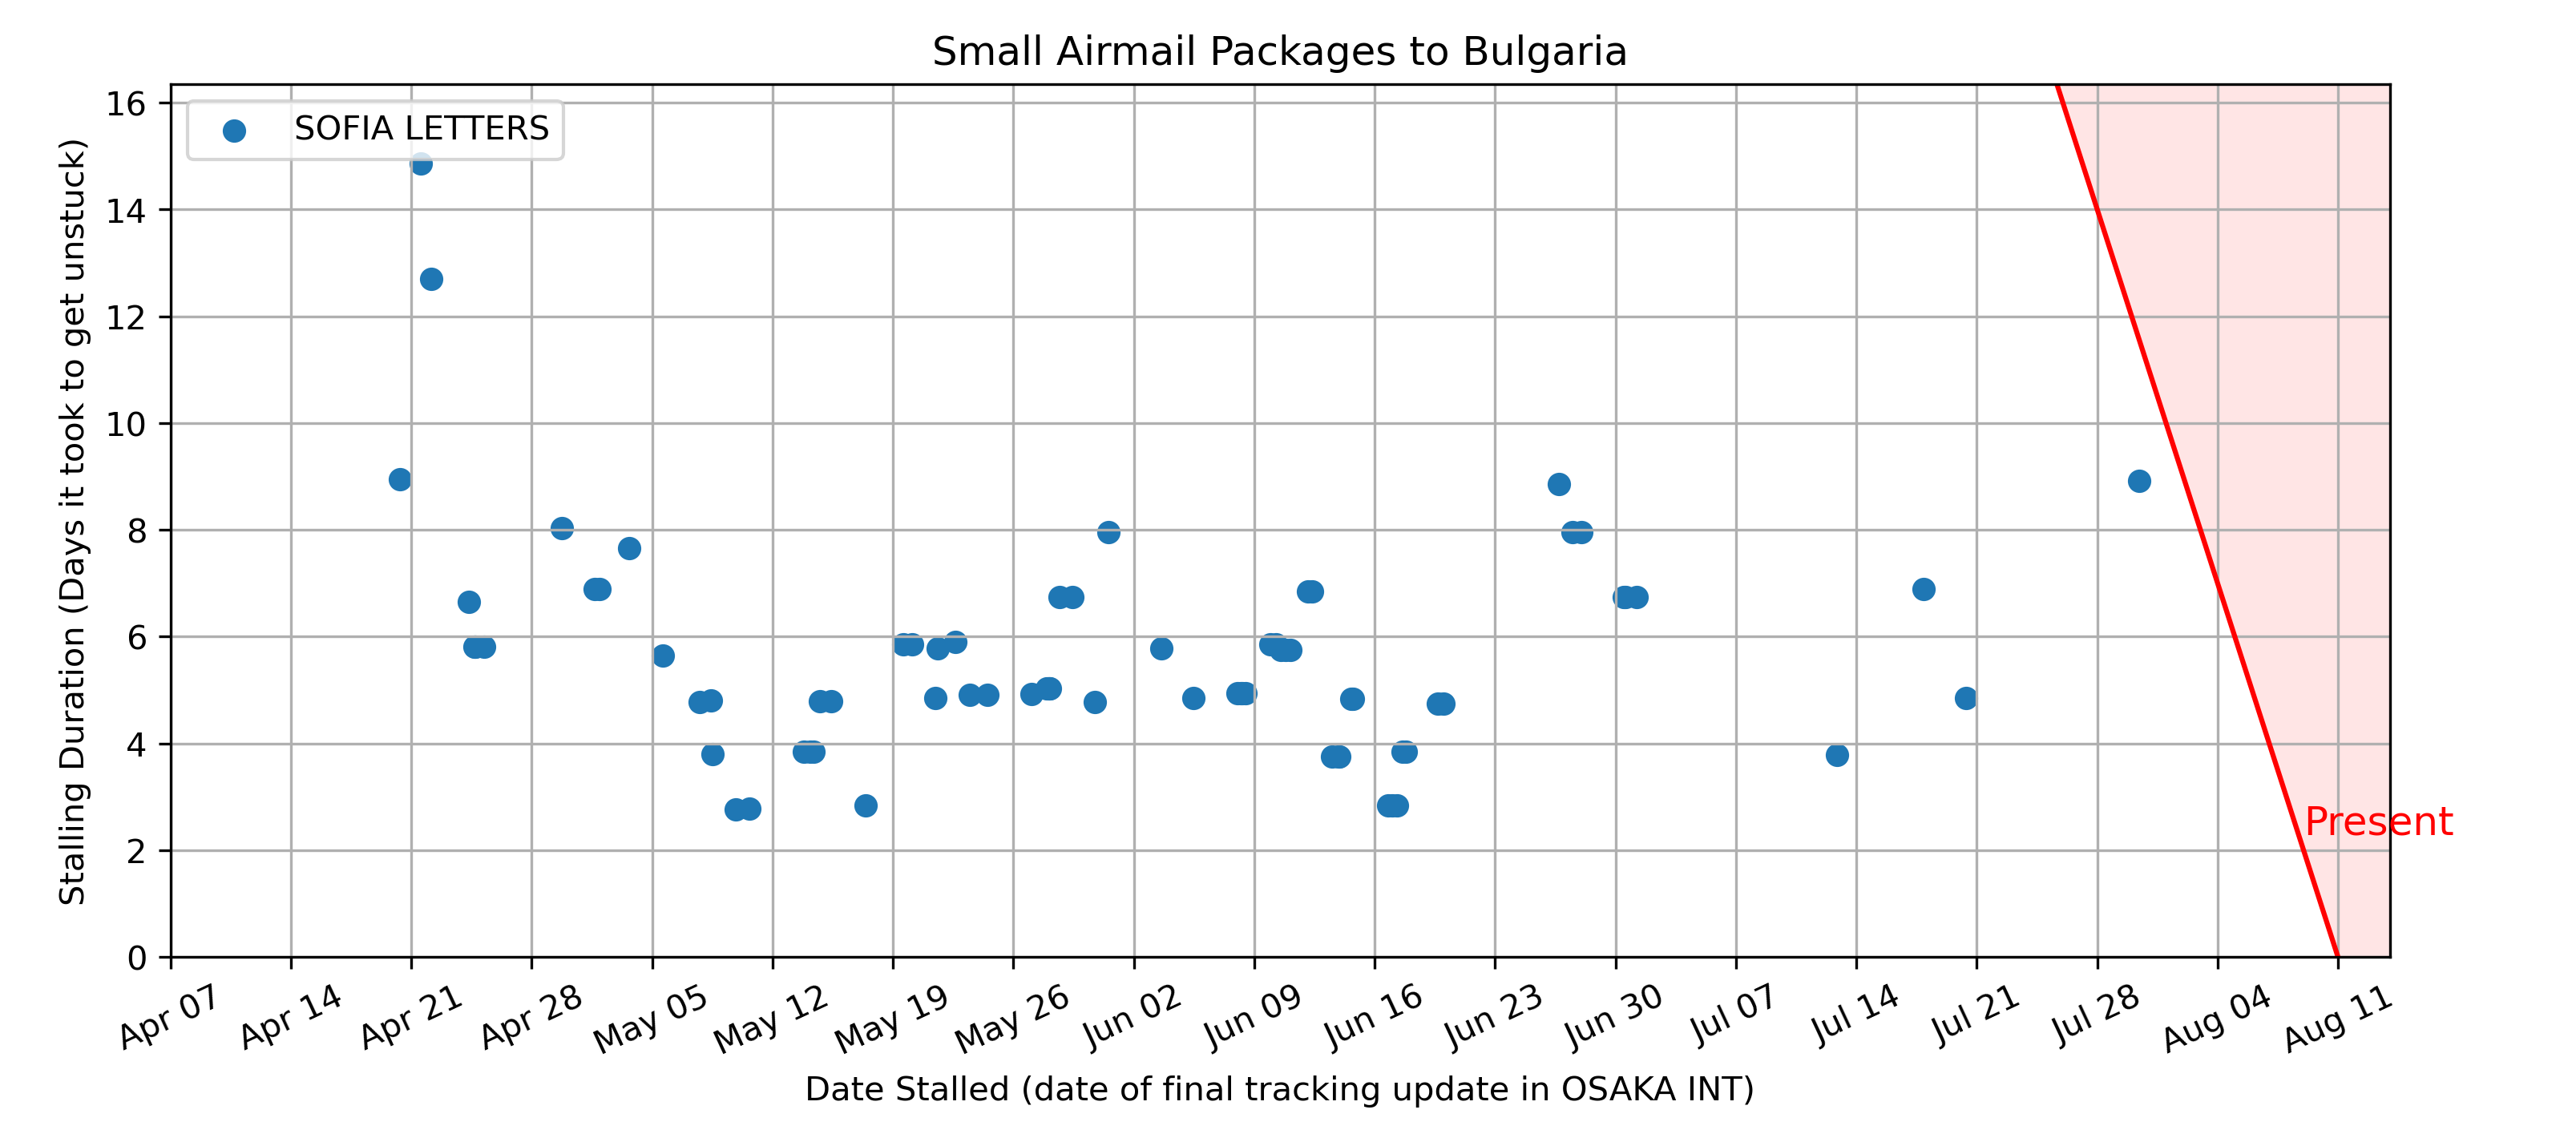 Small Airmail Packages to Bulgaria
SOFIA LETTERS
Stalling Duration (Days it took to get unstuck)
16
14
12
10
8
6
4
2
0
Present
Apr 07
Apr 14
Apr 21
Apr 28
May 05
May 12
May 19
May 26
Jun 02
Jun 09
Jun 16
Jun 23
Jun 30
Jul 07
Jul 14
Jul 21
Jul 28
Aug 04
Aug 11
Date Stalled (date of final tracking update in OSAKA INT)